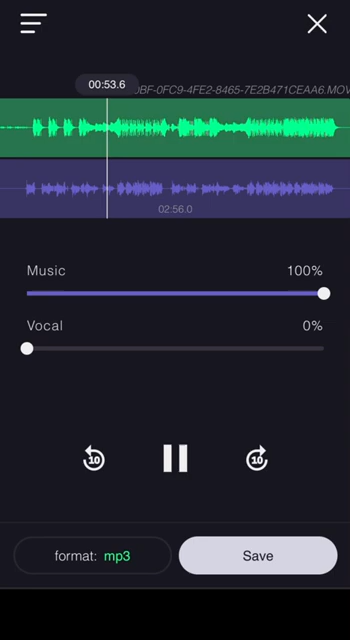 00:53.6
0BF-0FC9-4FE2-8465-7E2B471CEAA6.MOV
02:56.0
Music 100%
Vocal 0%
10 10
format: mp3 Save